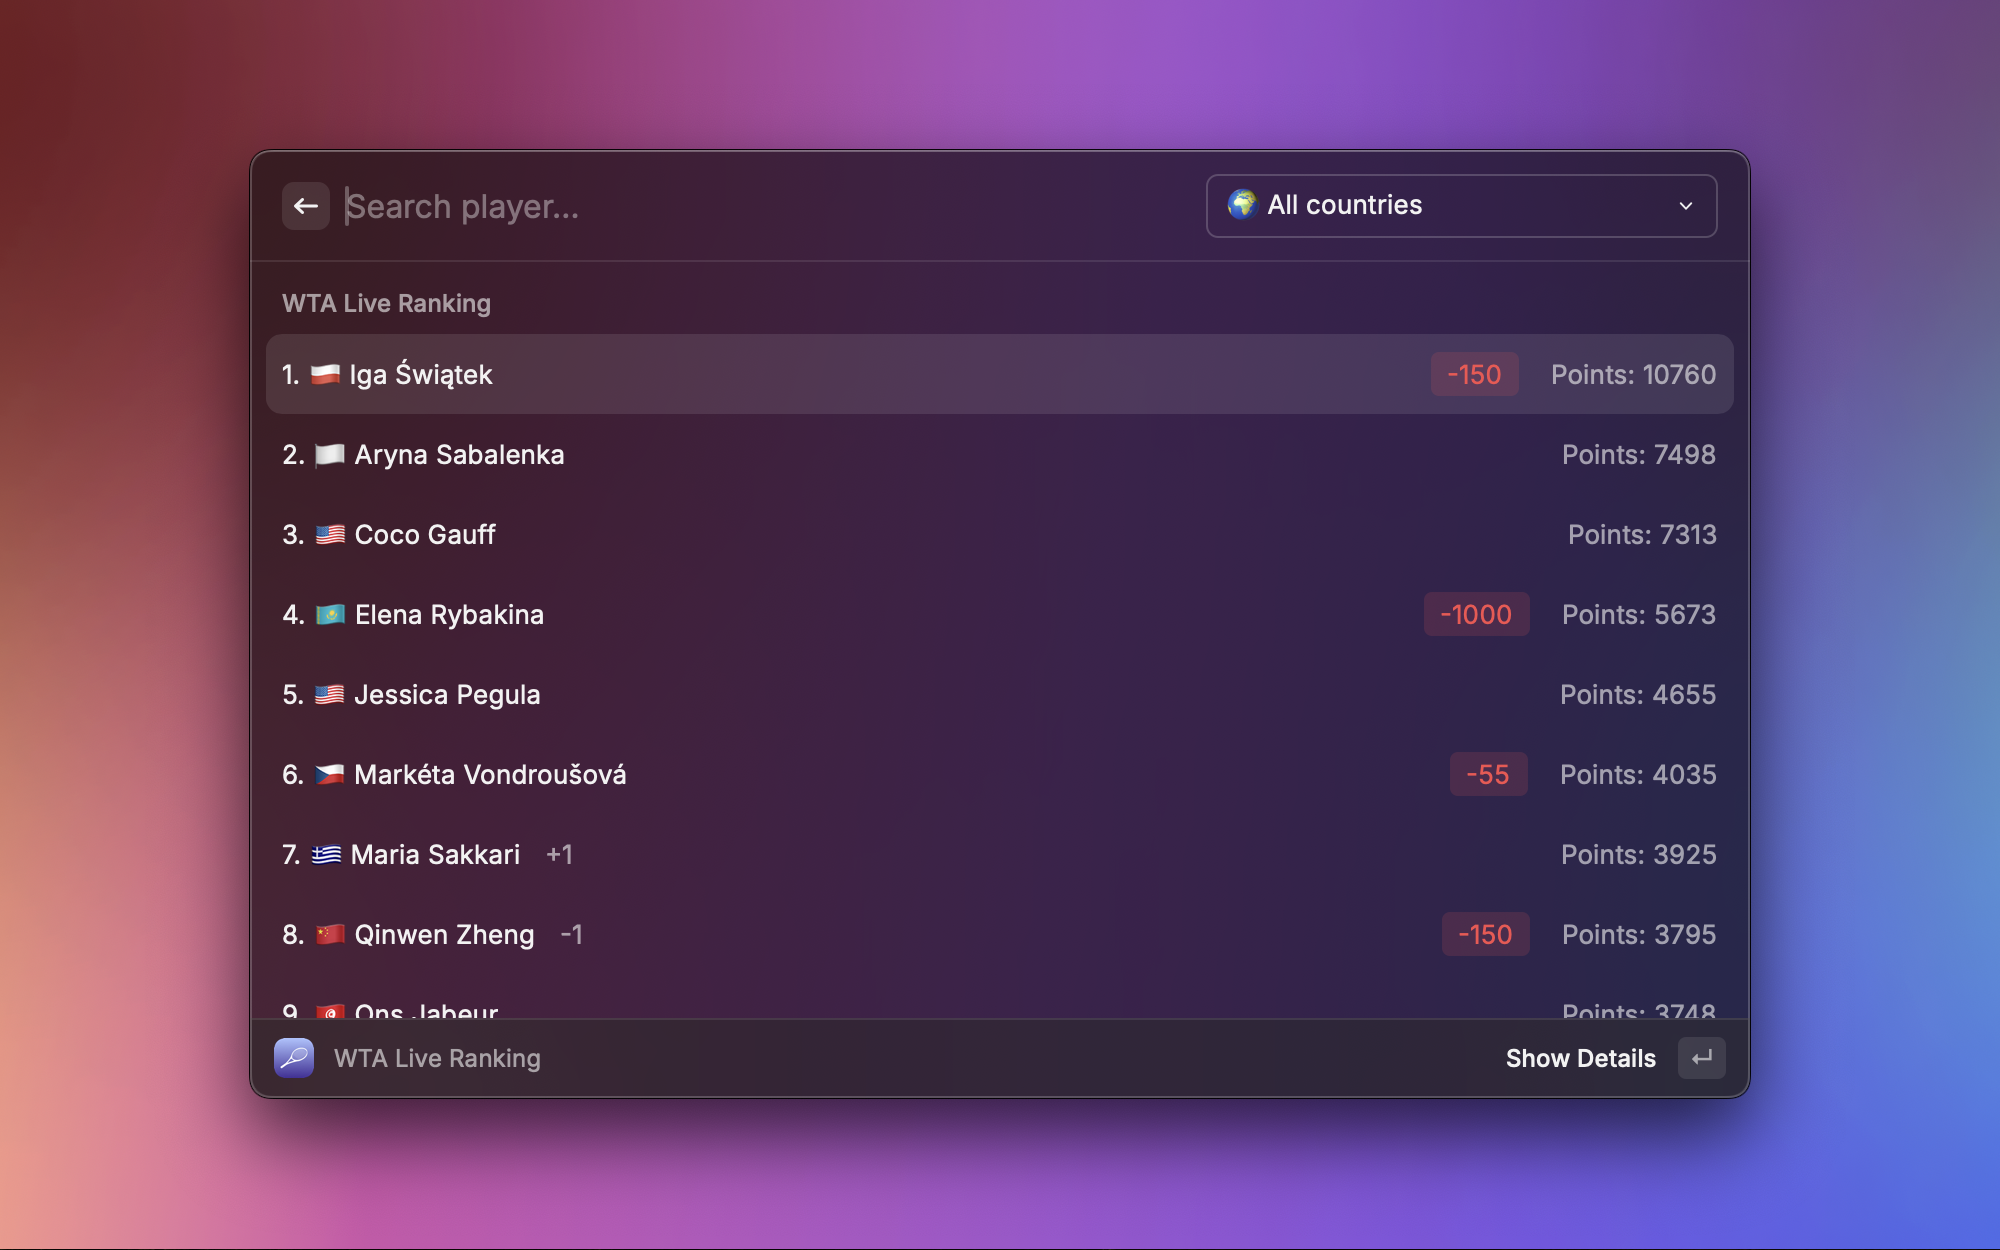 Search player...
All countries
WTA Live Ranking
1. Iga Świątek -150 Points: 10760
2. Aryna Sabalenka Points: 7498
3. Coco Gauff Points: 7313
4. Elena Rybakina -1000 Points: 5673
5. Jessica Pegula Points: 4655
6. Markéta Vondroušová -55 Points: 4035
7. Maria Sakkari +1 Points: 3925
8. Qinwen Zheng -1 -150 Points: 3795
9. Ons Jabeur Points: 3748
WTA Live Ranking
Show Details